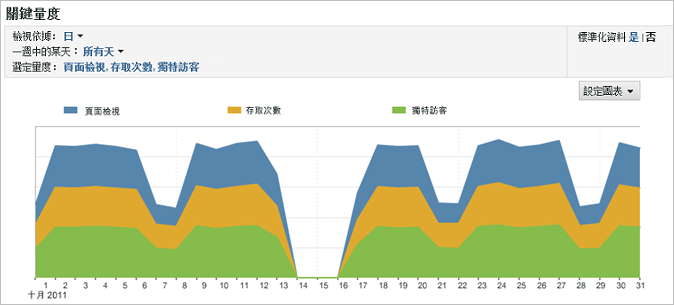 關鍵量度
檢視依據： 日
一週中的某天： 所有天
標準化資料 是 | 否
選定量度： 頁面檢視, 存取次數, 獨特訪客
設定圖表
頁面檢視 存取次數 獨特訪客
1 2 3 4 5 6 7 8 9 10 11 12 13 14 15 16 17 18 19 20 21 22 23 24 25 26 27 28 29 30 31
十月 2011